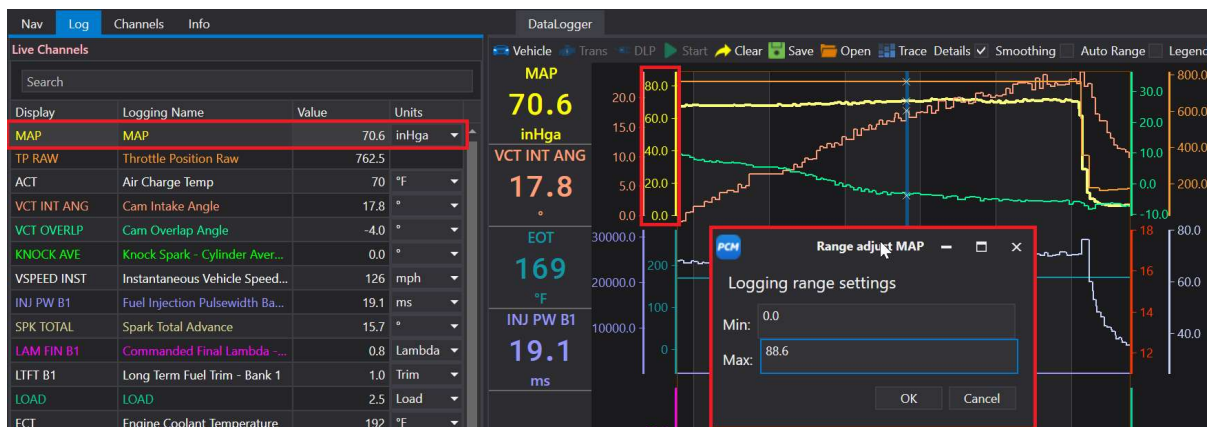 Nav Log Channels Info DataLogger
Live Channels
Vehicle Trans DLP Start Clear Save Open Trace Details Smoothing Auto Range Legend
Search
Display Logging Name Value Units
MAP MAP 70.6 inHga
TP RAW Throttle Position Raw 762.5
ACT Air Charge Temp 70 °F
VCT INT ANG Cam Intake Angle 17.8 °
VCT OVERLP Cam Overlap Angle -4.0 °
KNOCK AVE Knock Spark - Cylinder Aver...
0.0 °
VSPEED INST Instantaneous Vehicle Speed...
126 mph
INJ PW B1 Fuel Injection Pulsewidth Ba...
19.1 ms
SPK TOTAL Spark Total Advance 15.7 °
LAM FIN B1 Commanded Final Lambda -...
0.8 Lambda
LTFT B1 Long Term Fuel Trim - Bank 1 1.0 Trim
LOAD LOAD 2.5 Load
ECT Engine Coolant Temperature 192 °F
MAP
70.6
inHga
VCT INT ANG
17.8
°
EOT
169
°F
INJ PW B1
19.1
ms
20.0
15.0
10.0
5.0
0.0
80.0
60.0
40.0
20.0
0.0
30.0
20.0
10.0
0.0
-10.0
800.0
600.0
400.0
200.0
30000.0
20000.0
10000.0
200
100
0
18
16
14
12
80.0
60.0
40.0
PCM Range adjust MAP
Logging range settings
Min: 0.0
Max: 88.6
OK Cancel